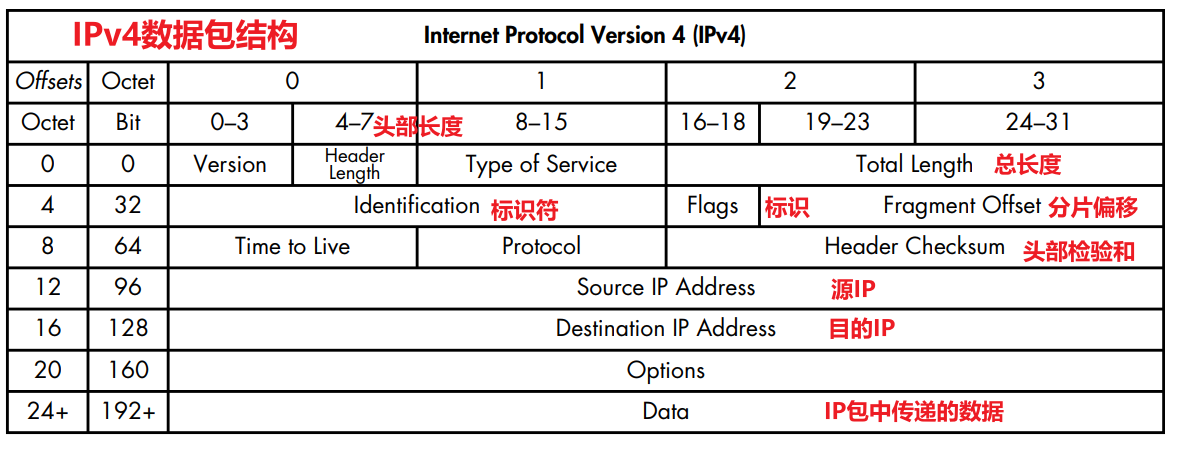 IPv4数据包结构 Internet Protocol Version 4 (IPv4)
Offsets Octet 0 1 2 3
Octet Bit 0–3 4–7头部长度 8–15 16–18 19–23 24–31
0 0 Version Header Length Type of Service Total Length 总长度
4 32 Identification 标识符 Flags 标识 Fragment Offset 分片偏移
8 64 Time to Live Protocol Header Checksum 头部检验和
12 96 Source IP Address 源IP
16 128 Destination IP Address 目的IP
20 160 Options
24+ 192+ Data IP包中传递的数据